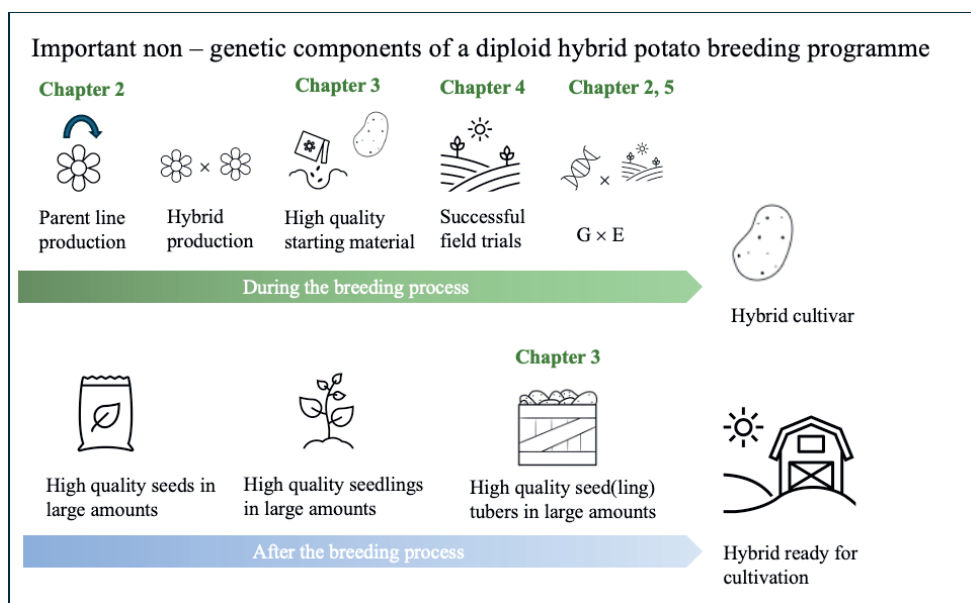 Important non – genetic components of a diploid hybrid potato breeding programme
Chapter 2
Chapter 3
Chapter 4
Chapter 2, 5
×
×
Parent line
production
Hybrid
production
High quality
starting material
Successful
field trials
G × E
During the breeding process
Hybrid cultivar
Chapter 3
High quality seeds in
large amounts
High quality seedlings
in large amounts
High quality seed(ling)
tubers in large amounts
After the breeding process
Hybrid ready for
cultivation